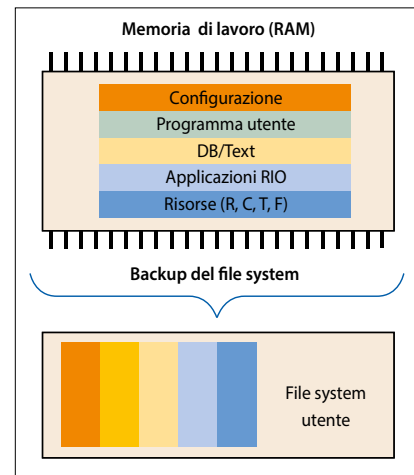 Memoria di lavoro (RAM)
Configurazione
Programma utente
DB/Text
Applicazioni RIO
Risorse (R, C, T, F)
Backup del file system
File system
utente